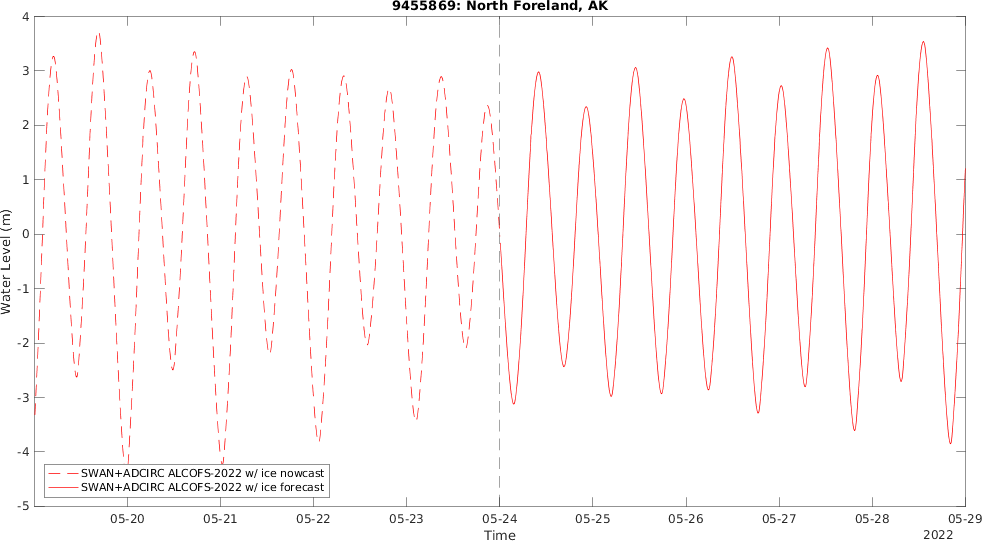 9455869: North Foreland, AK
Water Level (m)
4
3
2
1
0
-1
-2
-3
-4
-5
SWAN+ADCIRC ALCOFS-2022 w/ ice nowcast
SWAN+ADCIRC ALCOFS-2022 w/ ice forecast
05-20 05-21 05-22 05-23 05-24 05-25 05-26 05-27 05-28 05-29
Time 2022